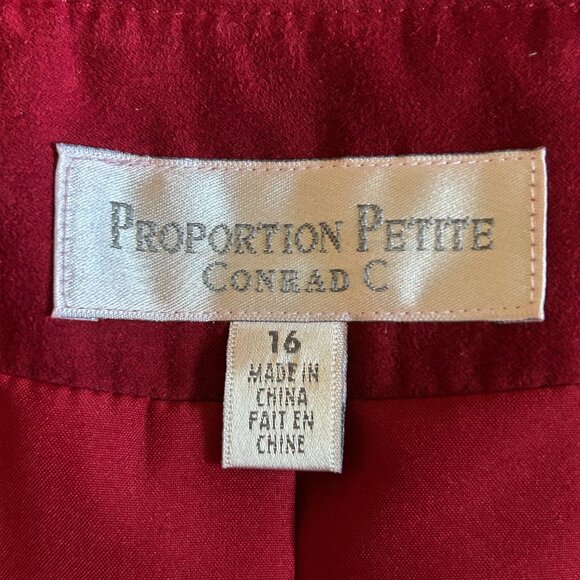 PROPORTION PETITE
CONRAD C
16
MADE IN
CHINA
FAIT EN
CHINE